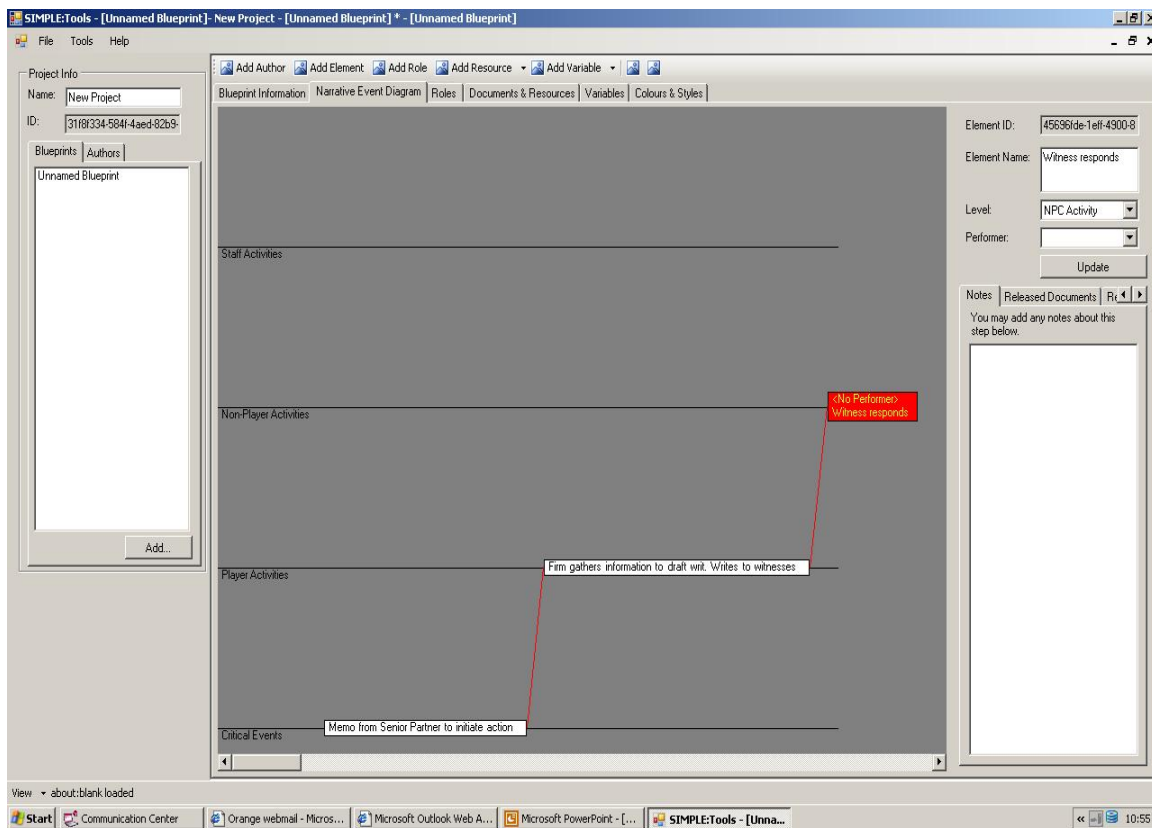 SIMPLE:Tools - [Unnamed Blueprint]- New Project - [Unnamed Blueprint] * - [Unnamed Blueprint]
File Tools Help
Project Info
Name: New Project
ID: 31f8f334-584f-4aed-82b9-
Blueprints Authors
Unnamed Blueprint
Add...
Add Author Add Element Add Role Add Resource Add Variable
Blueprint Information Narrative Event Diagram Roles Documents & Resources Variables Colours & Styles
Staff Activities
Non-Player Activities
<No Performer>
Witness responds
Player Activities
Firm gathers information to draft writ. Writes to witnesses
Critical Events
Memo from Senior Partner to initiate action
Element ID: 45696fde-1eff-4900-8
Element Name: Witness responds
Level: NPC Activity
Performer:
Update
Notes Released Documents
You may add any notes about this
step below.
View about:blank loaded
Start Communication Center Orange webmail - Micros... Microsoft Outlook Web A... Microsoft PowerPoint - [... SIMPLE:Tools - [Unna... « 10:55